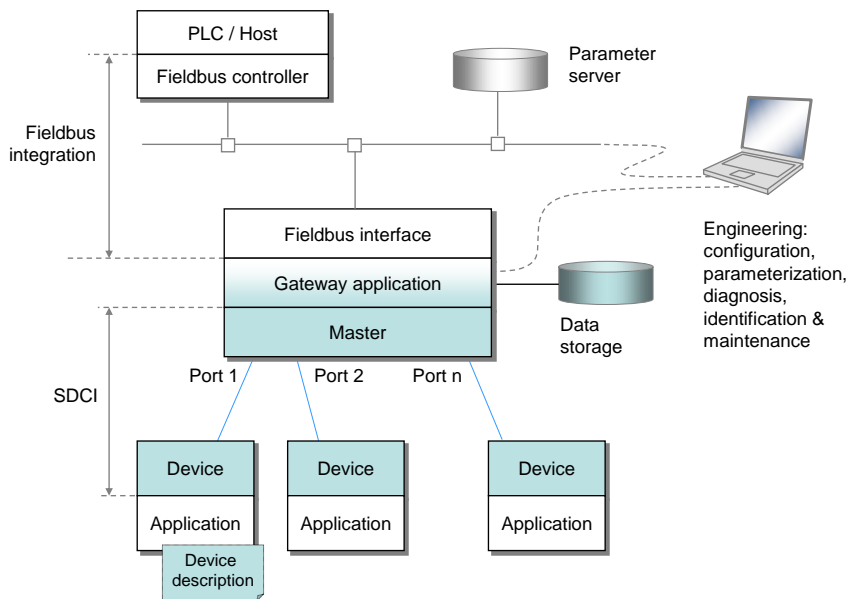 PLC / Host
Fieldbus controller
Parameter
server
Fieldbus
integration
Fieldbus interface
Gateway application
Master
Data
storage
Engineering:
configuration,
parameterization,
diagnosis,
identification &
maintenance
SDCI
Port 1
Port 2
Port n
Device
Device
Device
Application
Application
Application
Device
description